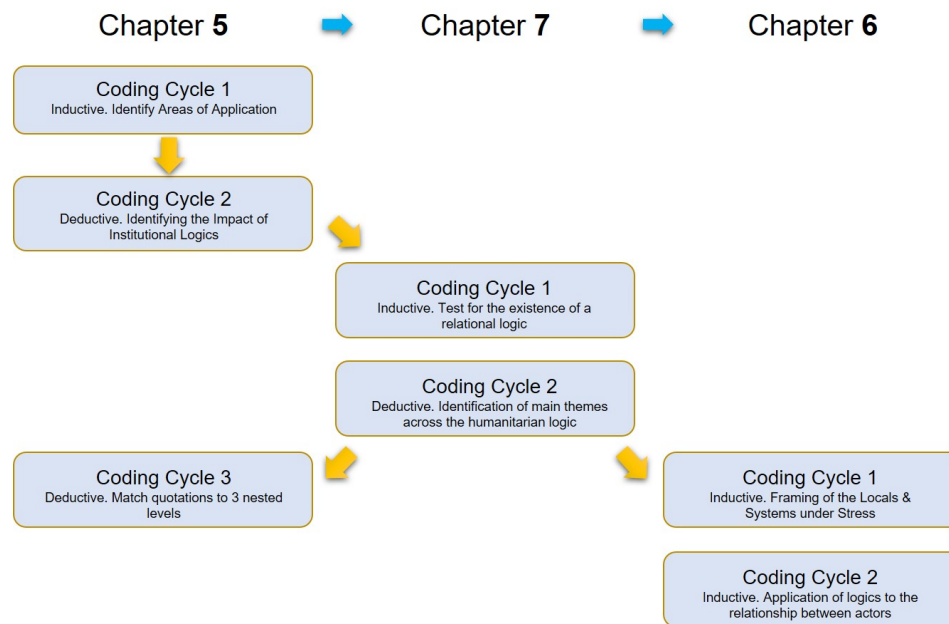 Chapter 5
Chapter 7
Chapter 6
Coding Cycle 1
Inductive. Identify Areas of Application
Coding Cycle 2
Deductive. Identifying the Impact of
Institutional Logics
Coding Cycle 1
Inductive. Test for the existence of a
relational logic
Coding Cycle 2
Deductive. Identification of main themes
across the humanitarian logic
Coding Cycle 3
Deductive. Match quotations to 3 nested
levels
Coding Cycle 1
Inductive. Framing of the Locals &
Systems under Stress
Coding Cycle 2
Inductive. Application of logics to the
relationship between actors